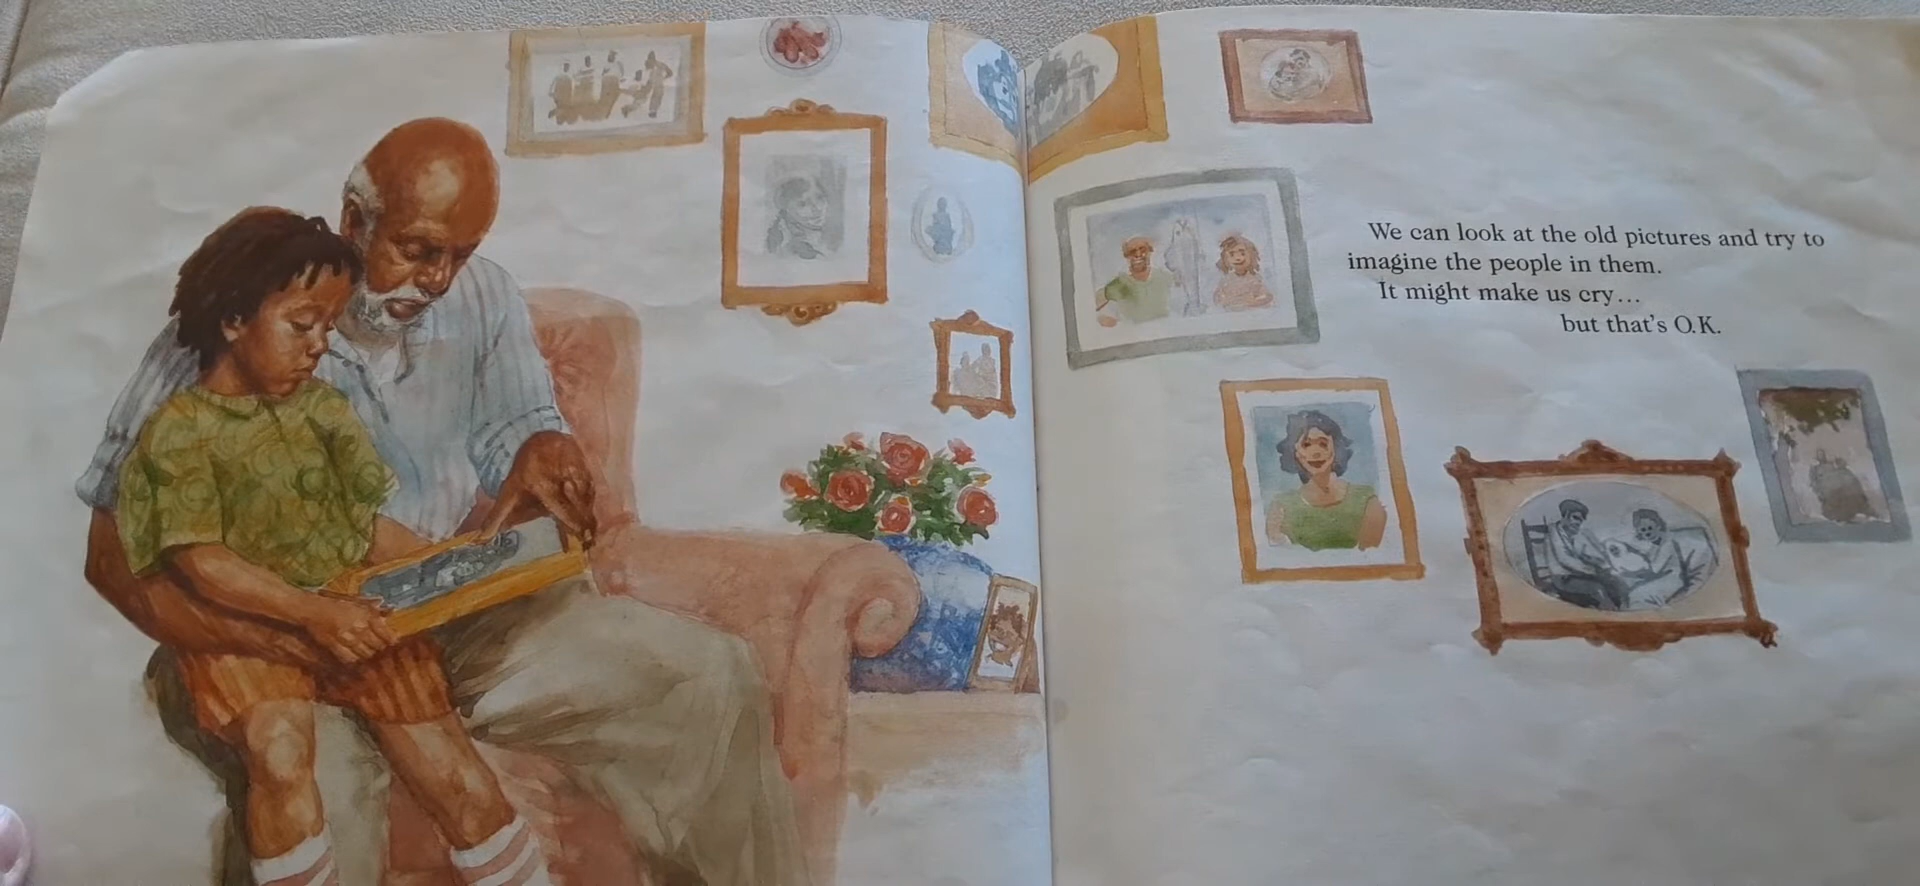 We can look at the old pictures and try to
imagine the people in them.
It might make us cry...
but that's O.K.